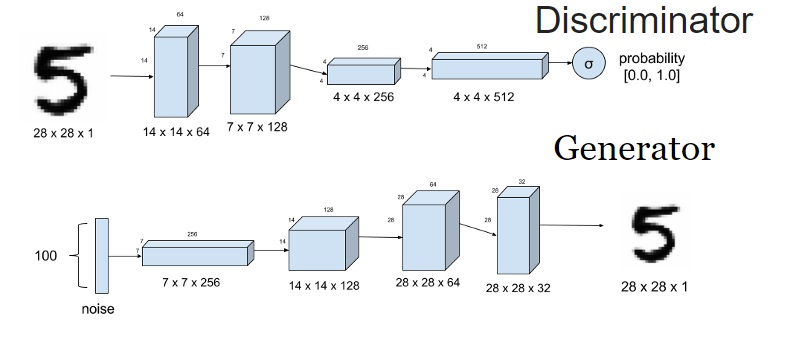 Discriminator
64
14
14
128
7
7
256
4
4
512
4
4
σ
probability
[0.0, 1.0]
28 x 28 x 1
14 x 14 x 64
7 x 7 x 128
4 x 4 x 256
4 x 4 x 512
Generator
100
noise
256
7
7
128
14
14
64
28
28
32
28
28
7 x 7 x 256
14 x 14 x 128
28 x 28 x 64
28 x 28 x 32
28 x 28 x 1
5
5